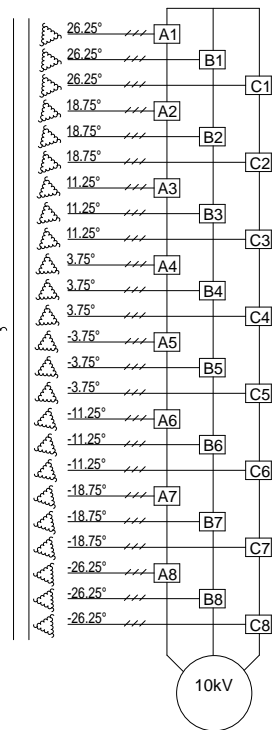 26.25° A1
26.25° B1
26.25° C1
18.75° A2
18.75° B2
18.75° C2
11.25° A3
11.25° B3
11.25° C3
3.75° A4
3.75° B4
3.75° C4
-3.75° A5
-3.75° B5
-3.75° C5
-11.25° A6
-11.25° B6
-11.25° C6
-18.75° A7
-18.75° B7
-18.75° C7
-26.25° A8
-26.25° B8
-26.25° C8
10kV